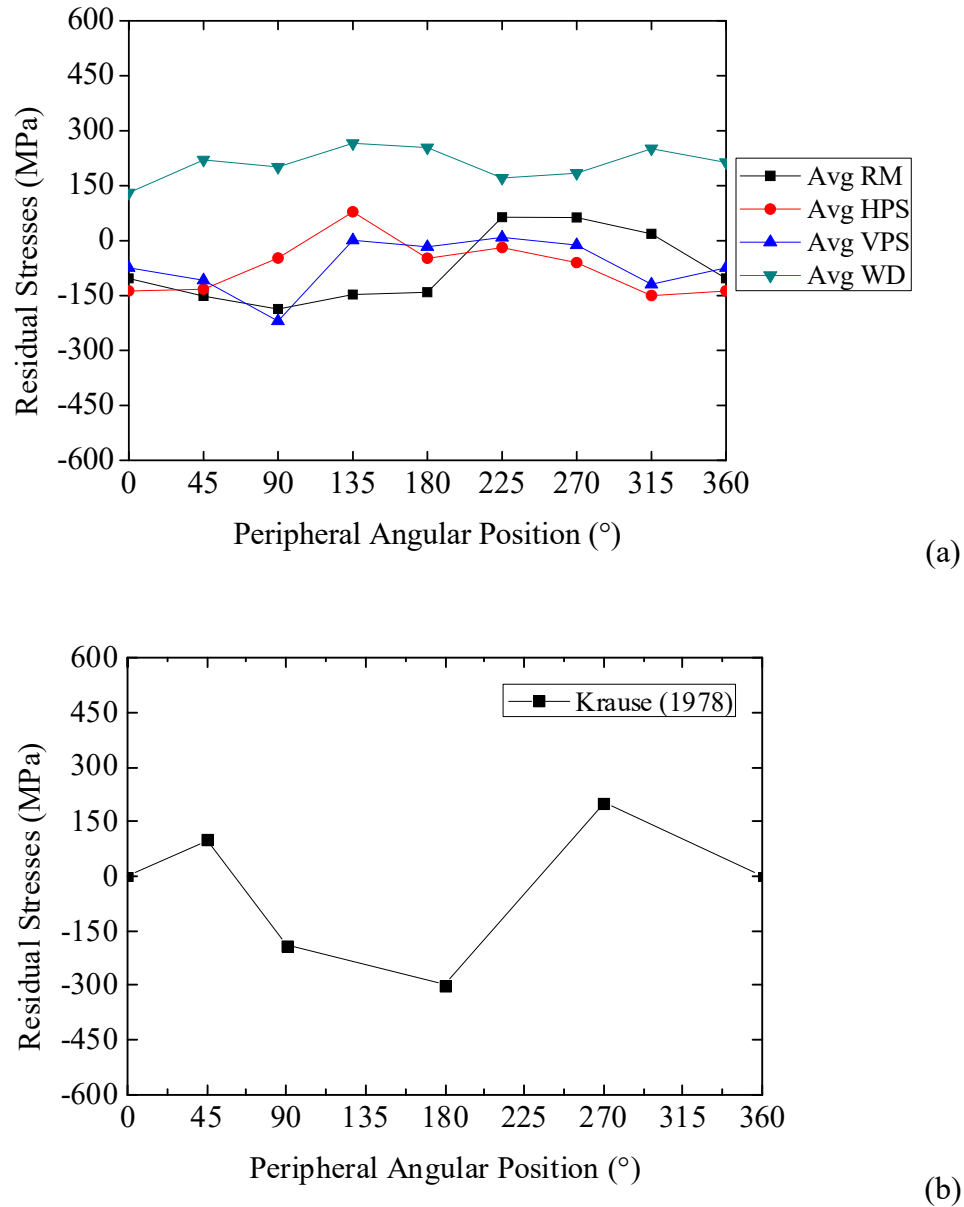 600
450
300
150
0
-150
-300
-450
-600
Residual Stresses (MPa)
0 45 90 135 180 225 270 315 360
Peripheral Angular Position (°)
Avg RM
Avg HPS
Avg VPS
Avg WD
(a)
600
450
300
150
0
-150
-300
-450
-600
Residual Stresses (MPa)
Krause (1978)
0 45 90 135 180 225 270 315 360
Peripheral Angular Position (°)
(b)